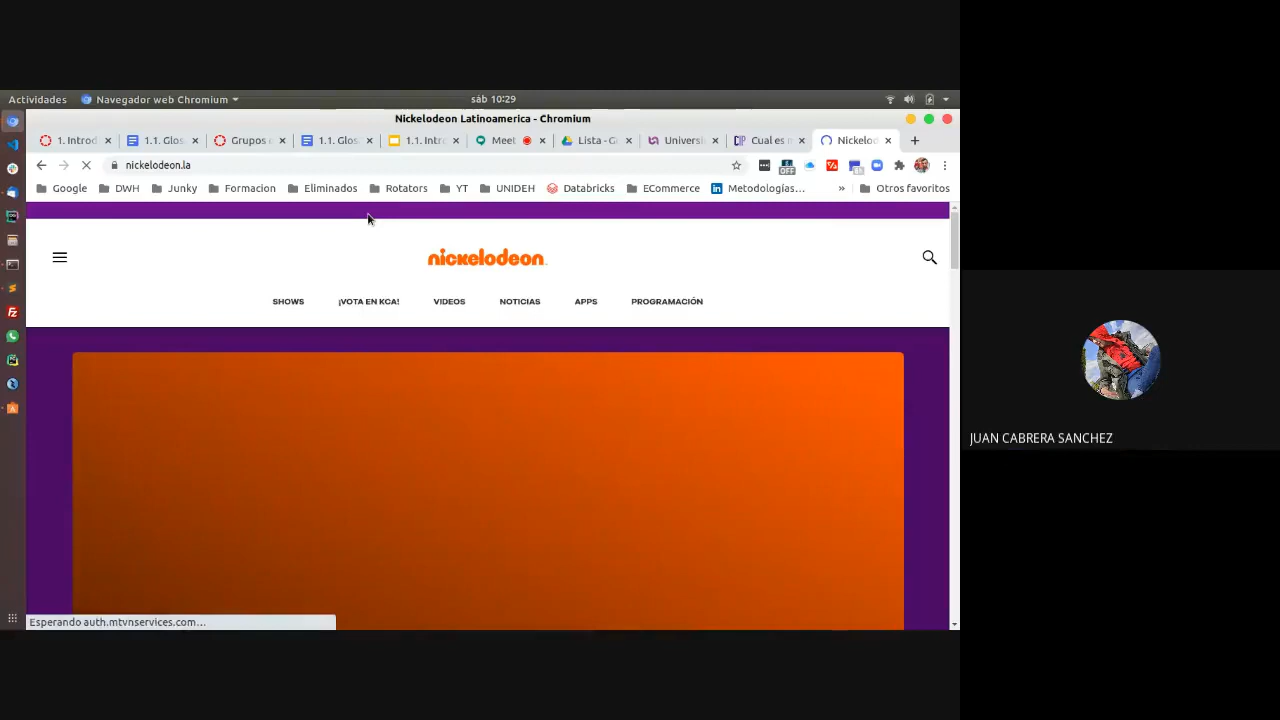 Actividades Navegador web Chromium sáb 10:29
Nickelodeon Latinoamerica - Chromium
1. Introd 1.1. Glos Grupos e 1.1. Glos 1.1. Intro Meet Lista - G Universi Cual es n Nickelod
nickelodeon.la OFF
Google DWH Junky Formacion Eliminados Rotators YT UNIDEH Databricks ECommerce Metodologías... » Otros favoritos
nickelodeon
SHOWS ¡VOTA EN KCA! VIDEOS NOTICIAS APPS PROGRAMACIÓN
JUAN CABRERA SANCHEZ
Esperando auth.mtvnservices.com...